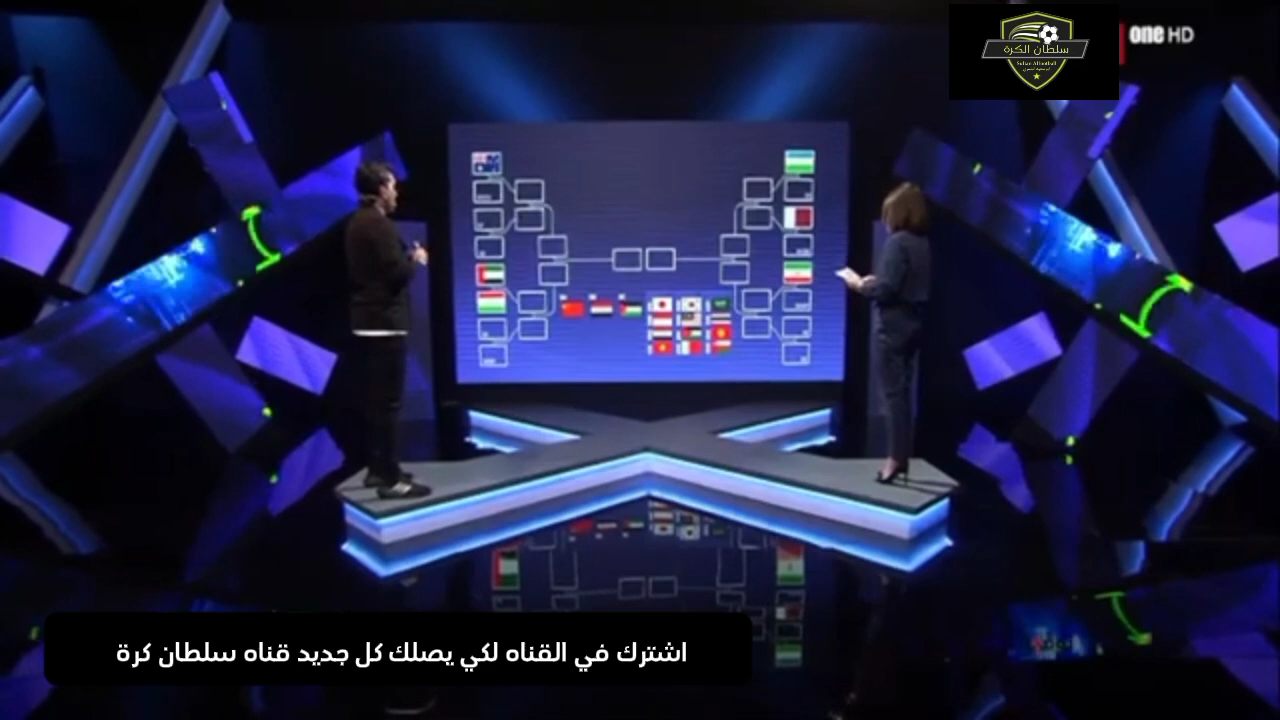 one HD
سلطان الكرة
اشترك في القناه لكي يصلك كل جديد قناه سلطان كرة